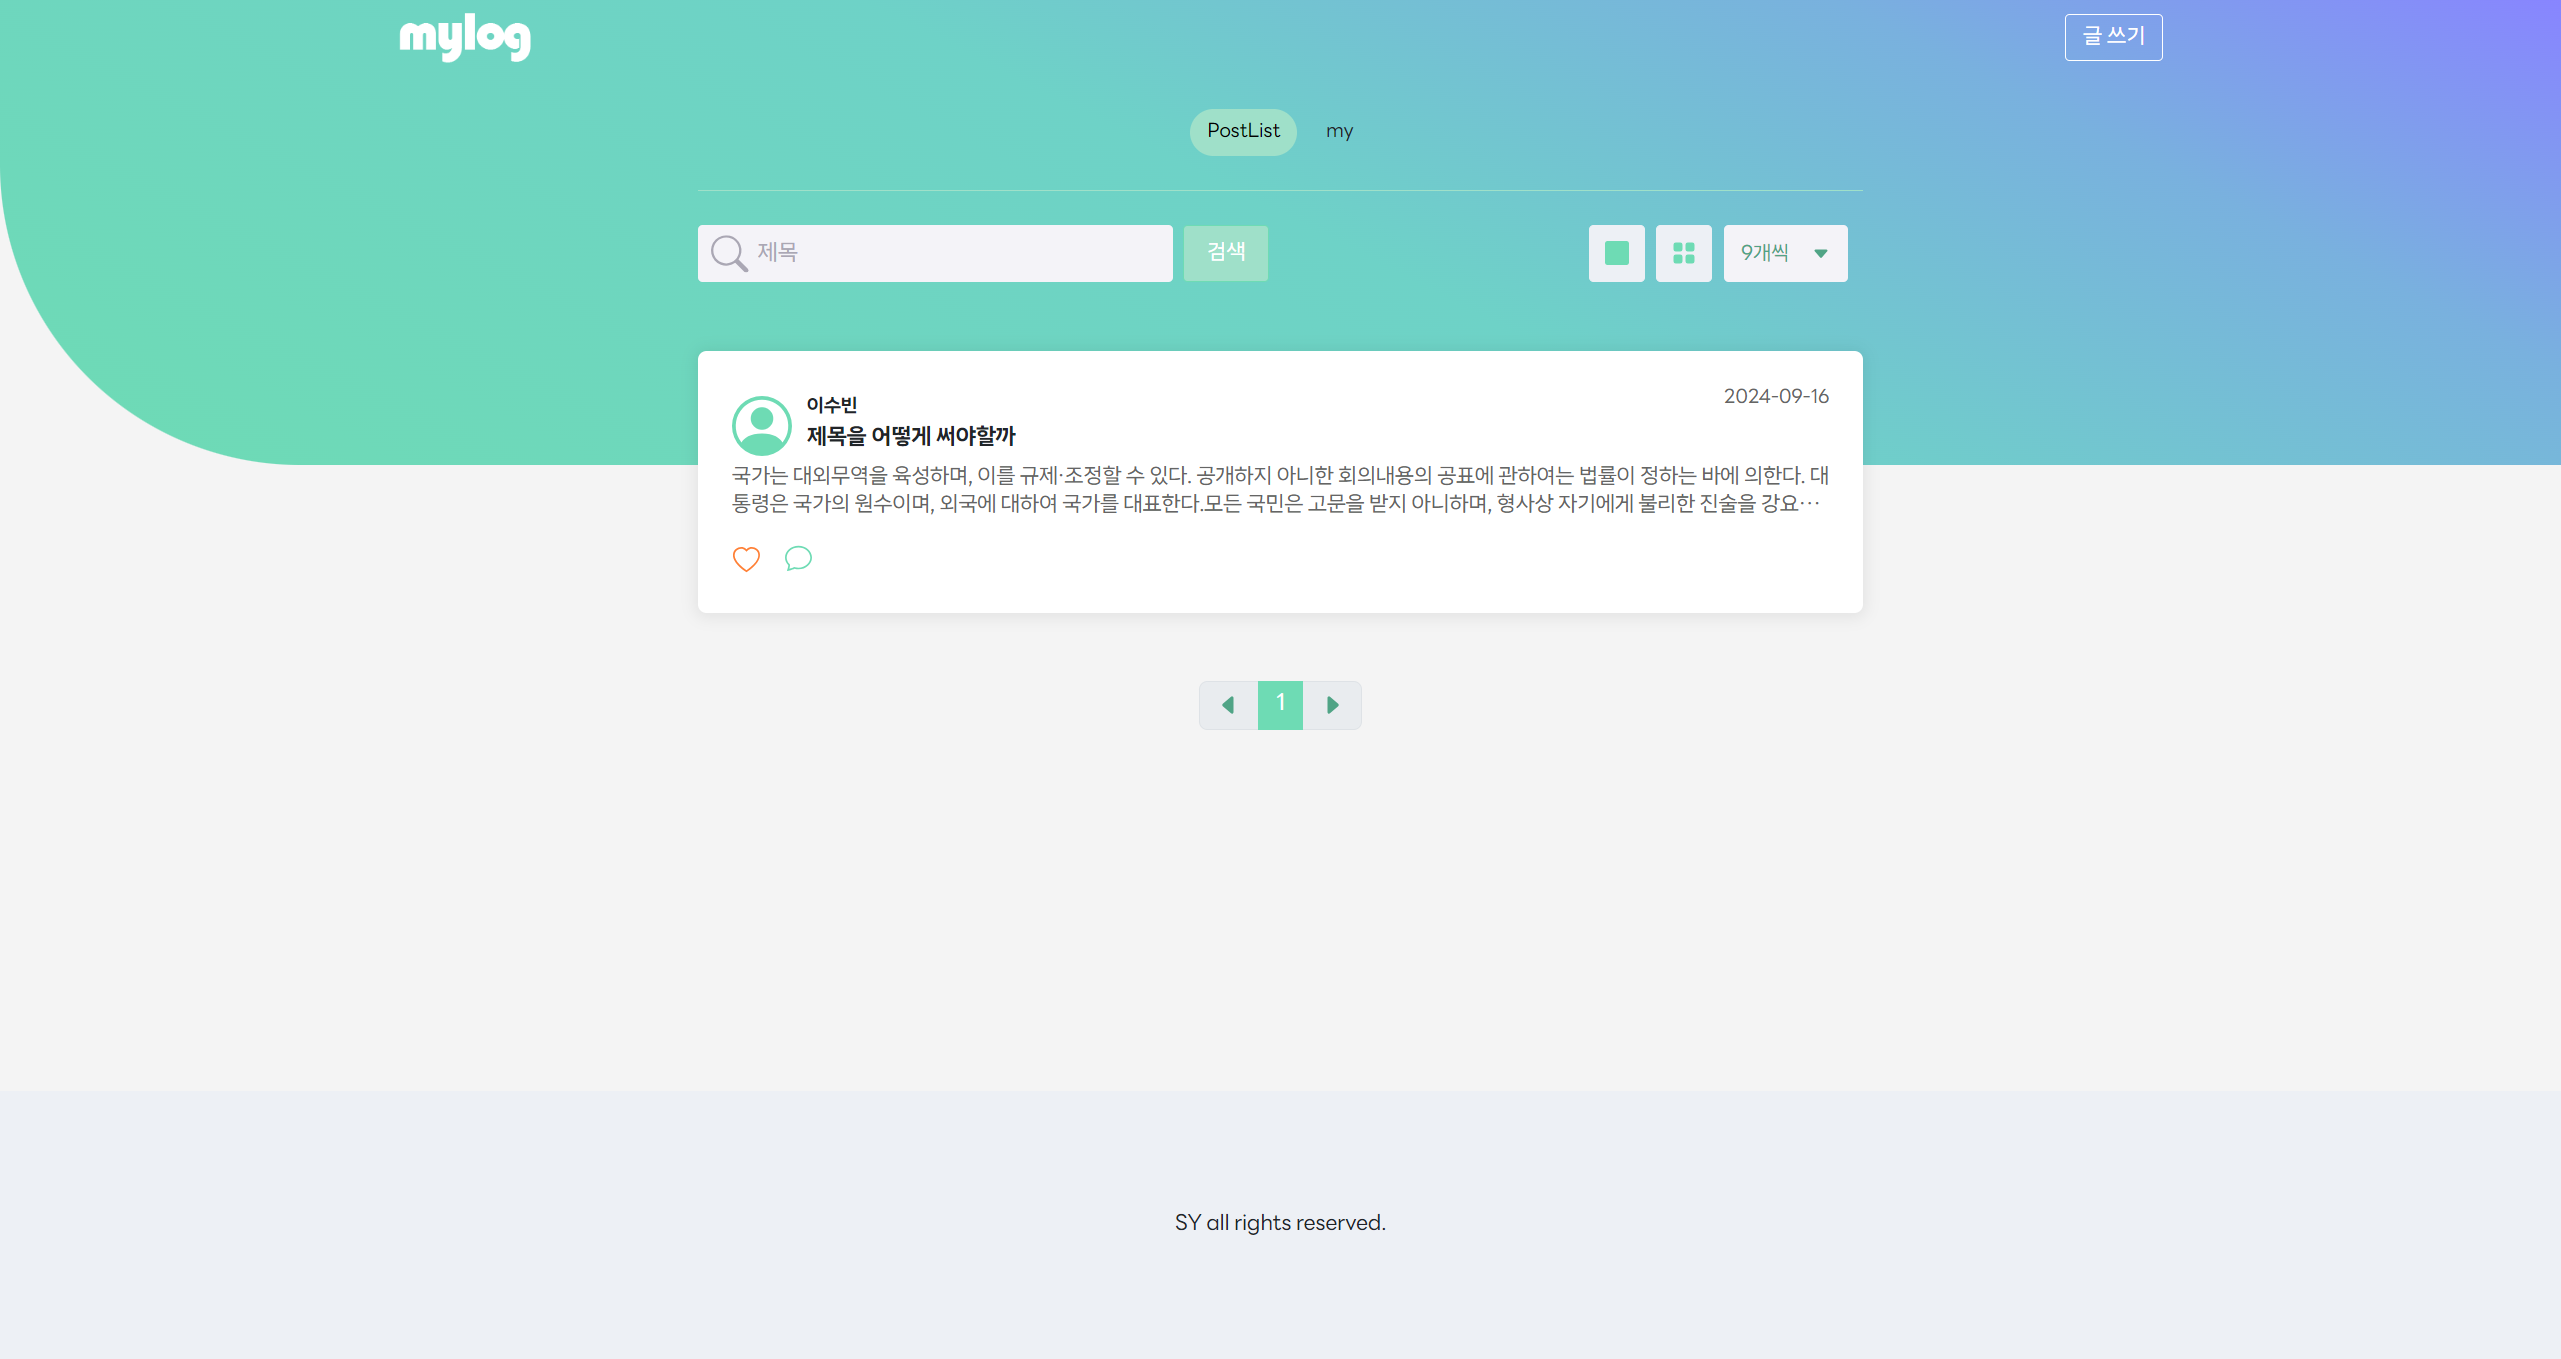 mylog
글 쓰기
PostList my
제목 검색 9개씩
이수빈
2024-09-16
제목을 어떻게 써야할까
국가는 대외무역을 육성하며, 이를 규제·조정할 수 있다. 공개하지 아니한 회의내용의 공표에 관하여는 법률이 정하는 바에 의한다. 대
통령은 국가의 원수이며, 외국에 대하여 국가를 대표한다.모든 국민은 고문을 받지 아니하며, 형사상 자기에게 불리한 진술을 강요…
1
SY all rights reserved.